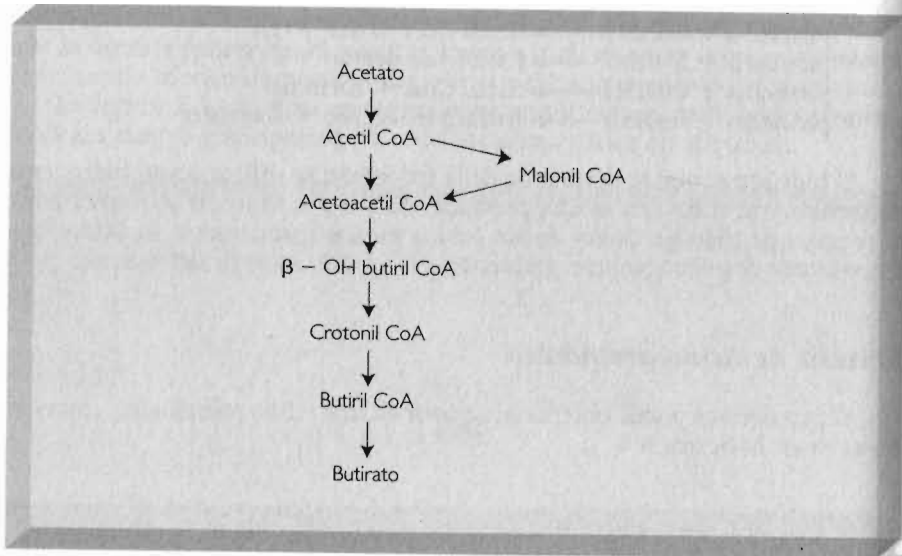 Acetato
Acetil CoA
Malonil CoA
Acetoacetil CoA
β – OH butiril CoA
Crotonil CoA
Butiril CoA
Butirato